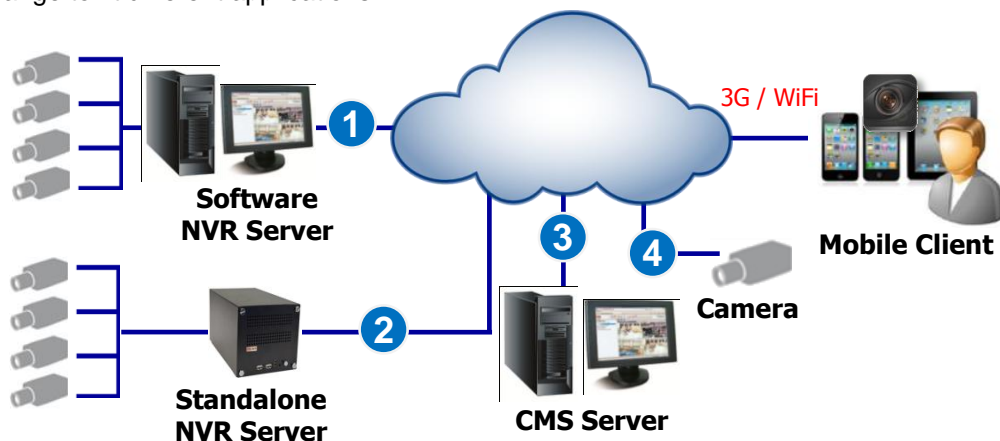 3G / WiFi
1
Software
NVR Server
3
4
Mobile Client
Camera
2
Standalone
NVR Server
CMS Server